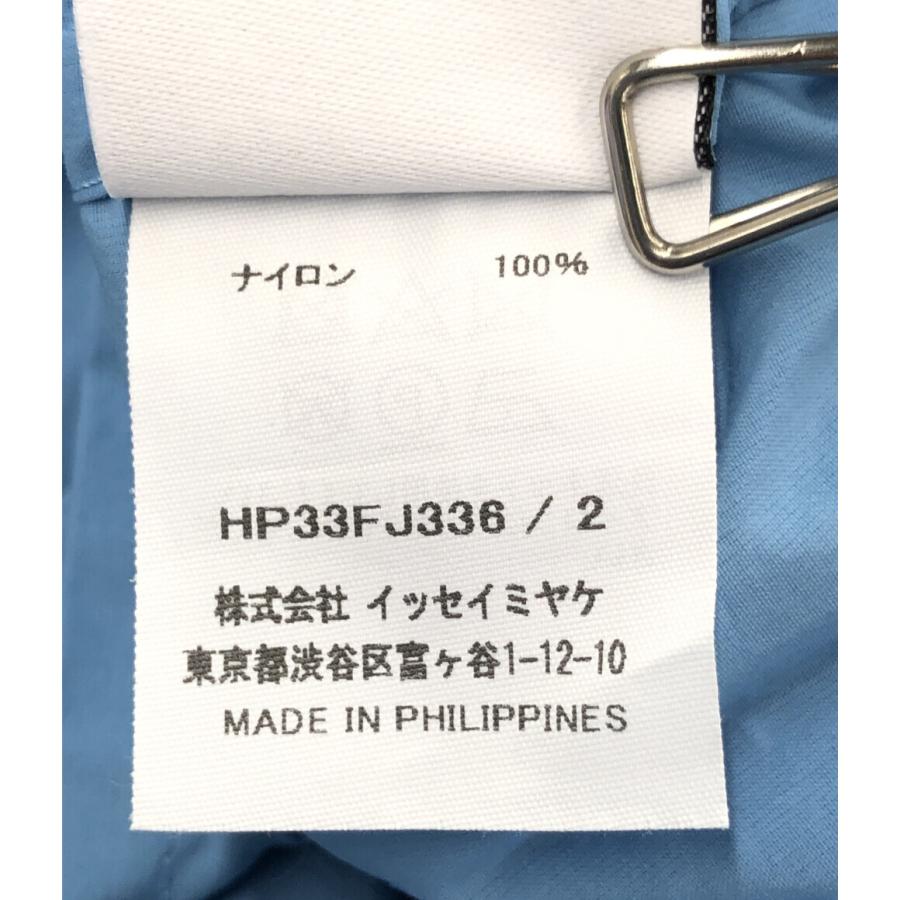 ナイロン 100%
HP33FJ336 / 2
株式会社 イッセイミヤケ
東京都渋谷区富ヶ谷1-12-10
MADE IN PHILIPPINES